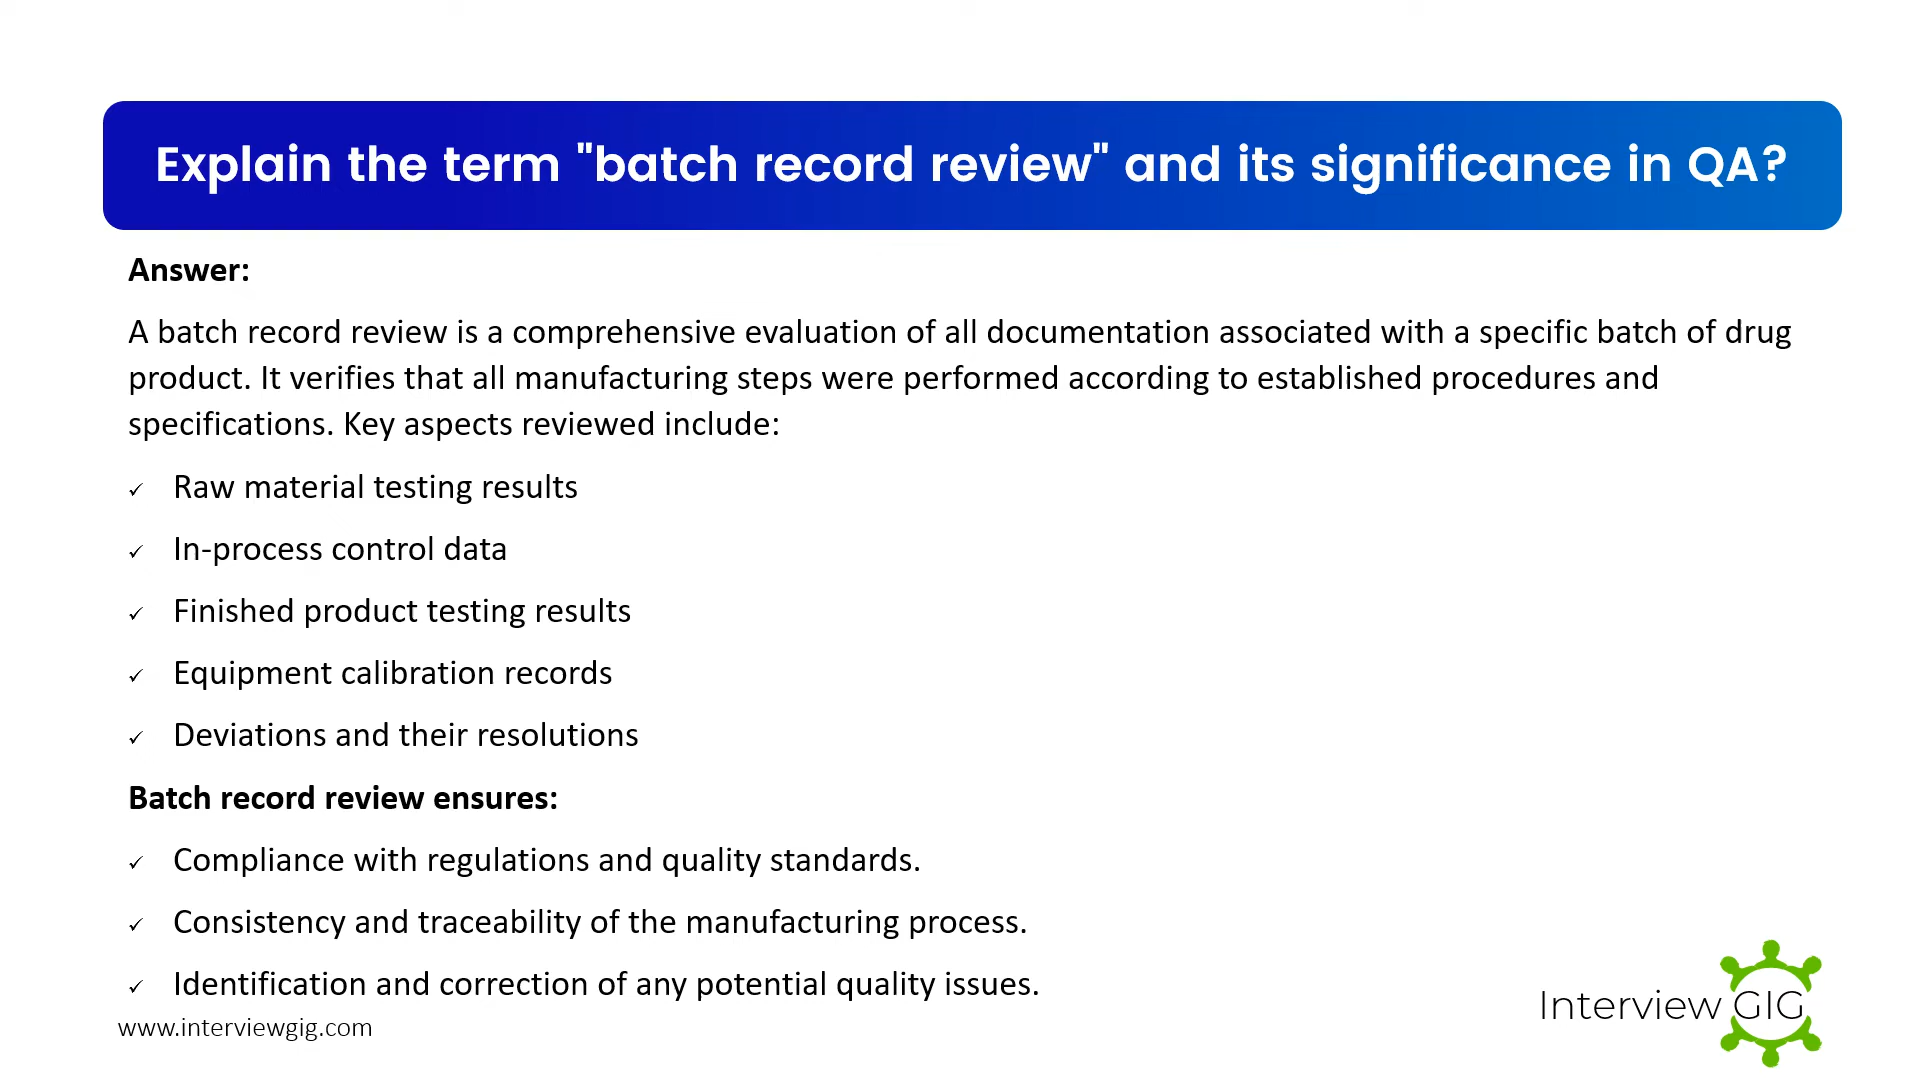 Explain the term "batch record review" and its significance in QA?
Answer:
A batch record review is a comprehensive evaluation of all documentation associated with a specific batch of drug
product. It verifies that all manufacturing steps were performed according to established procedures and
specifications. Key aspects reviewed include:
✓ Raw material testing results
✓ In-process control data
✓ Finished product testing results
✓ Equipment calibration records
✓ Deviations and their resolutions
Batch record review ensures:
✓ Compliance with regulations and quality standards.
✓ Consistency and traceability of the manufacturing process.
✓ Identification and correction of any potential quality issues.
www.interviewgig.com
Interview GIG